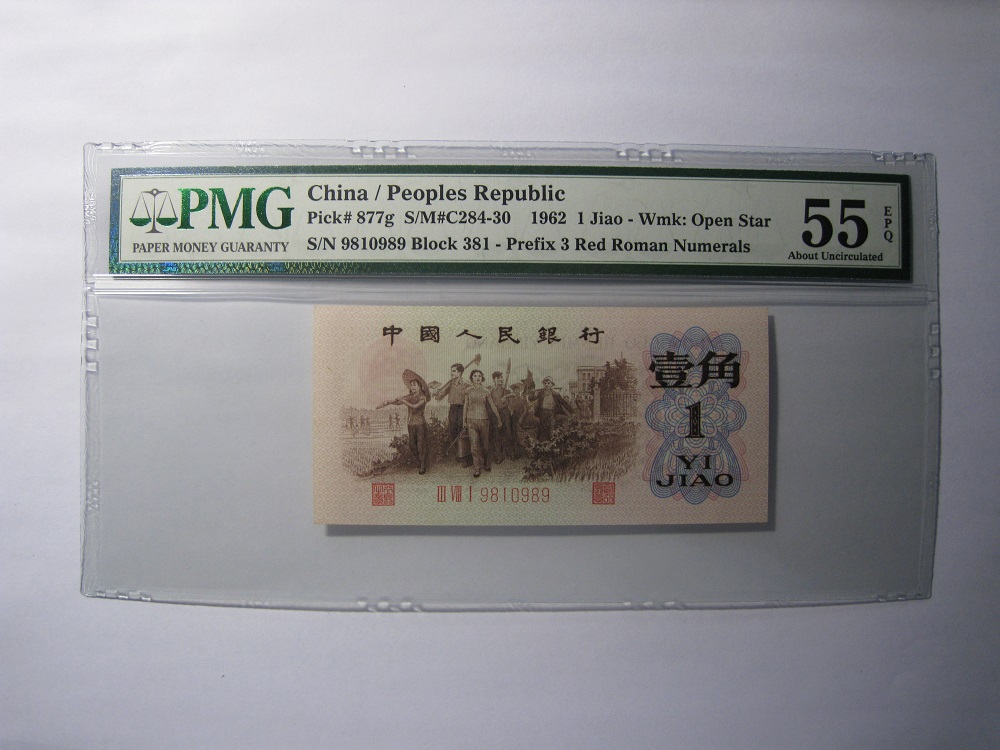 PMG
PAPER MONEY GUARANTY
China / Peoples Republic
Pick# 877g S/M#C284-30 1962 1 Jiao - Wmk: Open Star
S/N 9810989 Block 381 - Prefix 3 Red Roman Numerals
55
EPQ
About Uncirculated
中國人民銀行
壹角
1
YI
JIAO
III VIII I 9810989